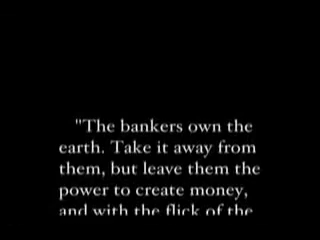 "The bankers own the
earth. Take it away from
them, but leave them the
power to create money,
and with the flick of the